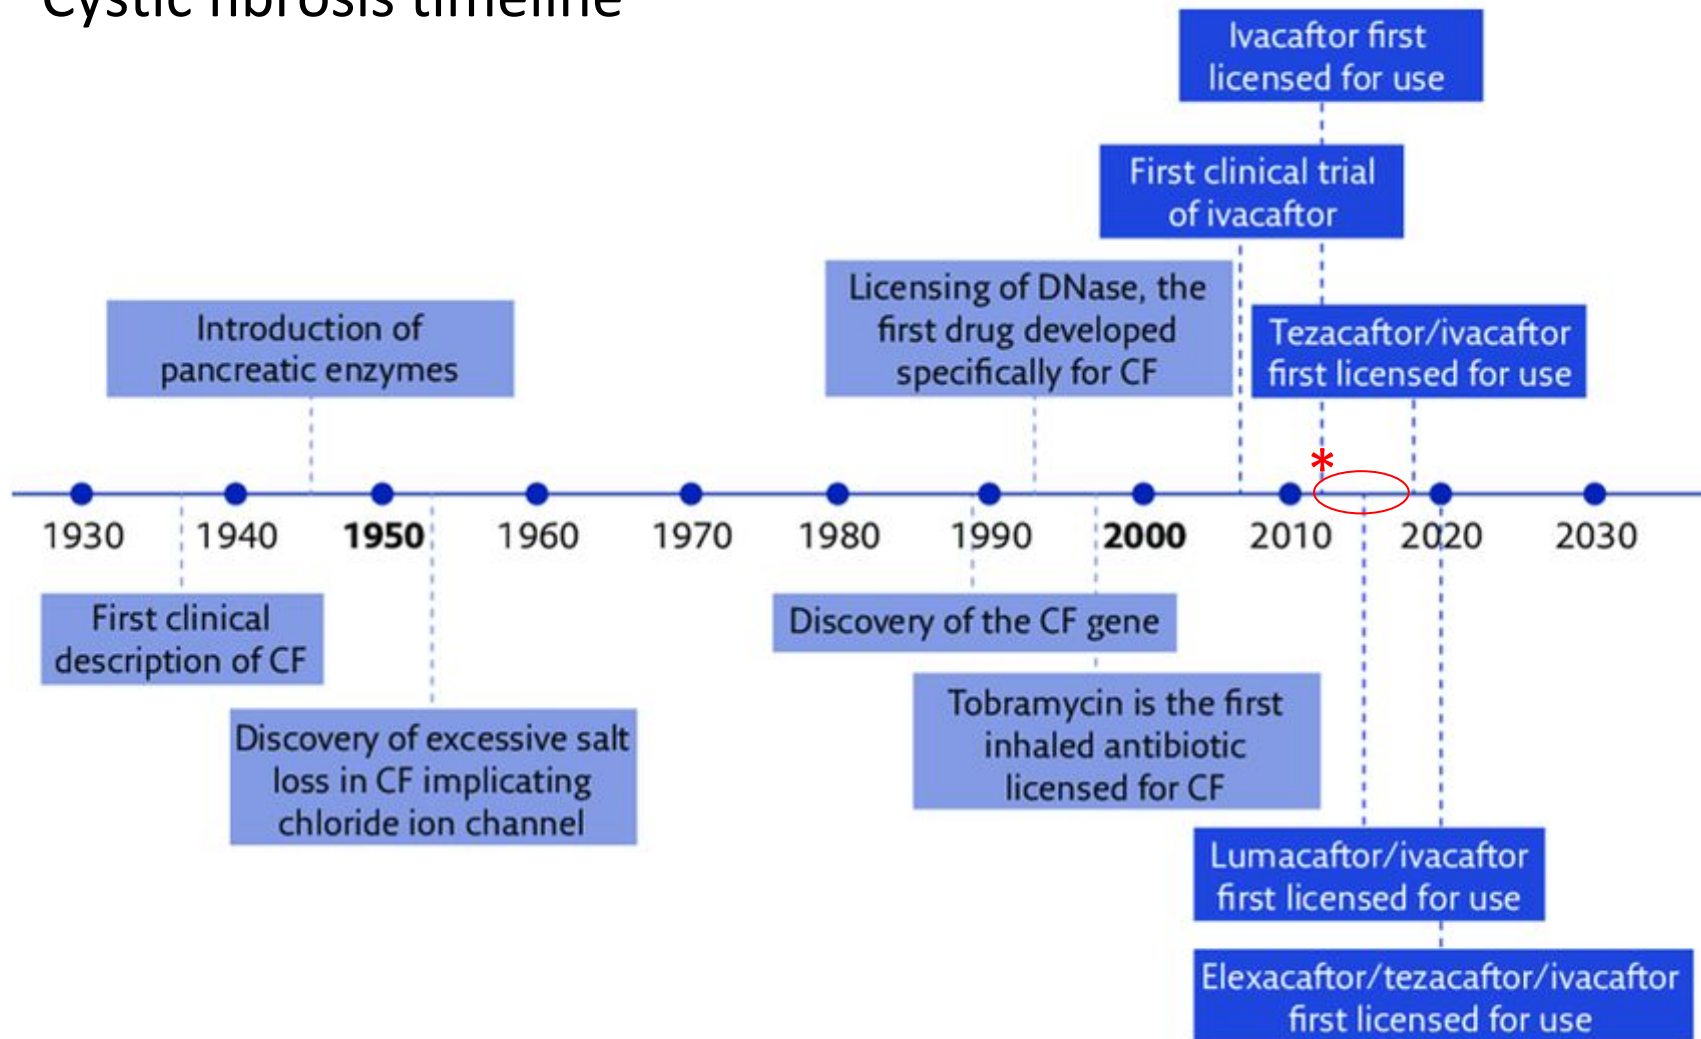 Cystic fibrosis timeline
Ivacaftor first
licensed for use
First clinical trial
of ivacaftor
Licensing of DNase, the
first drug developed
specifically for CF
Introduction of
pancreatic enzymes
Tezacaftor/ivacaftor
first licensed for use
*
1930 1940 1950 1960 1970 1980 1990 2000 2010 2020 2030
First clinical
description of CF
Discovery of the CF gene
Discovery of excessive salt
loss in CF implicating
chloride ion channel
Tobramycin is the first
inhaled antibiotic
licensed for CF
Lumacaftor/ivacaftor
first licensed for use
Elexacaftor/tezacaftor/ivacaftor
first licensed for use